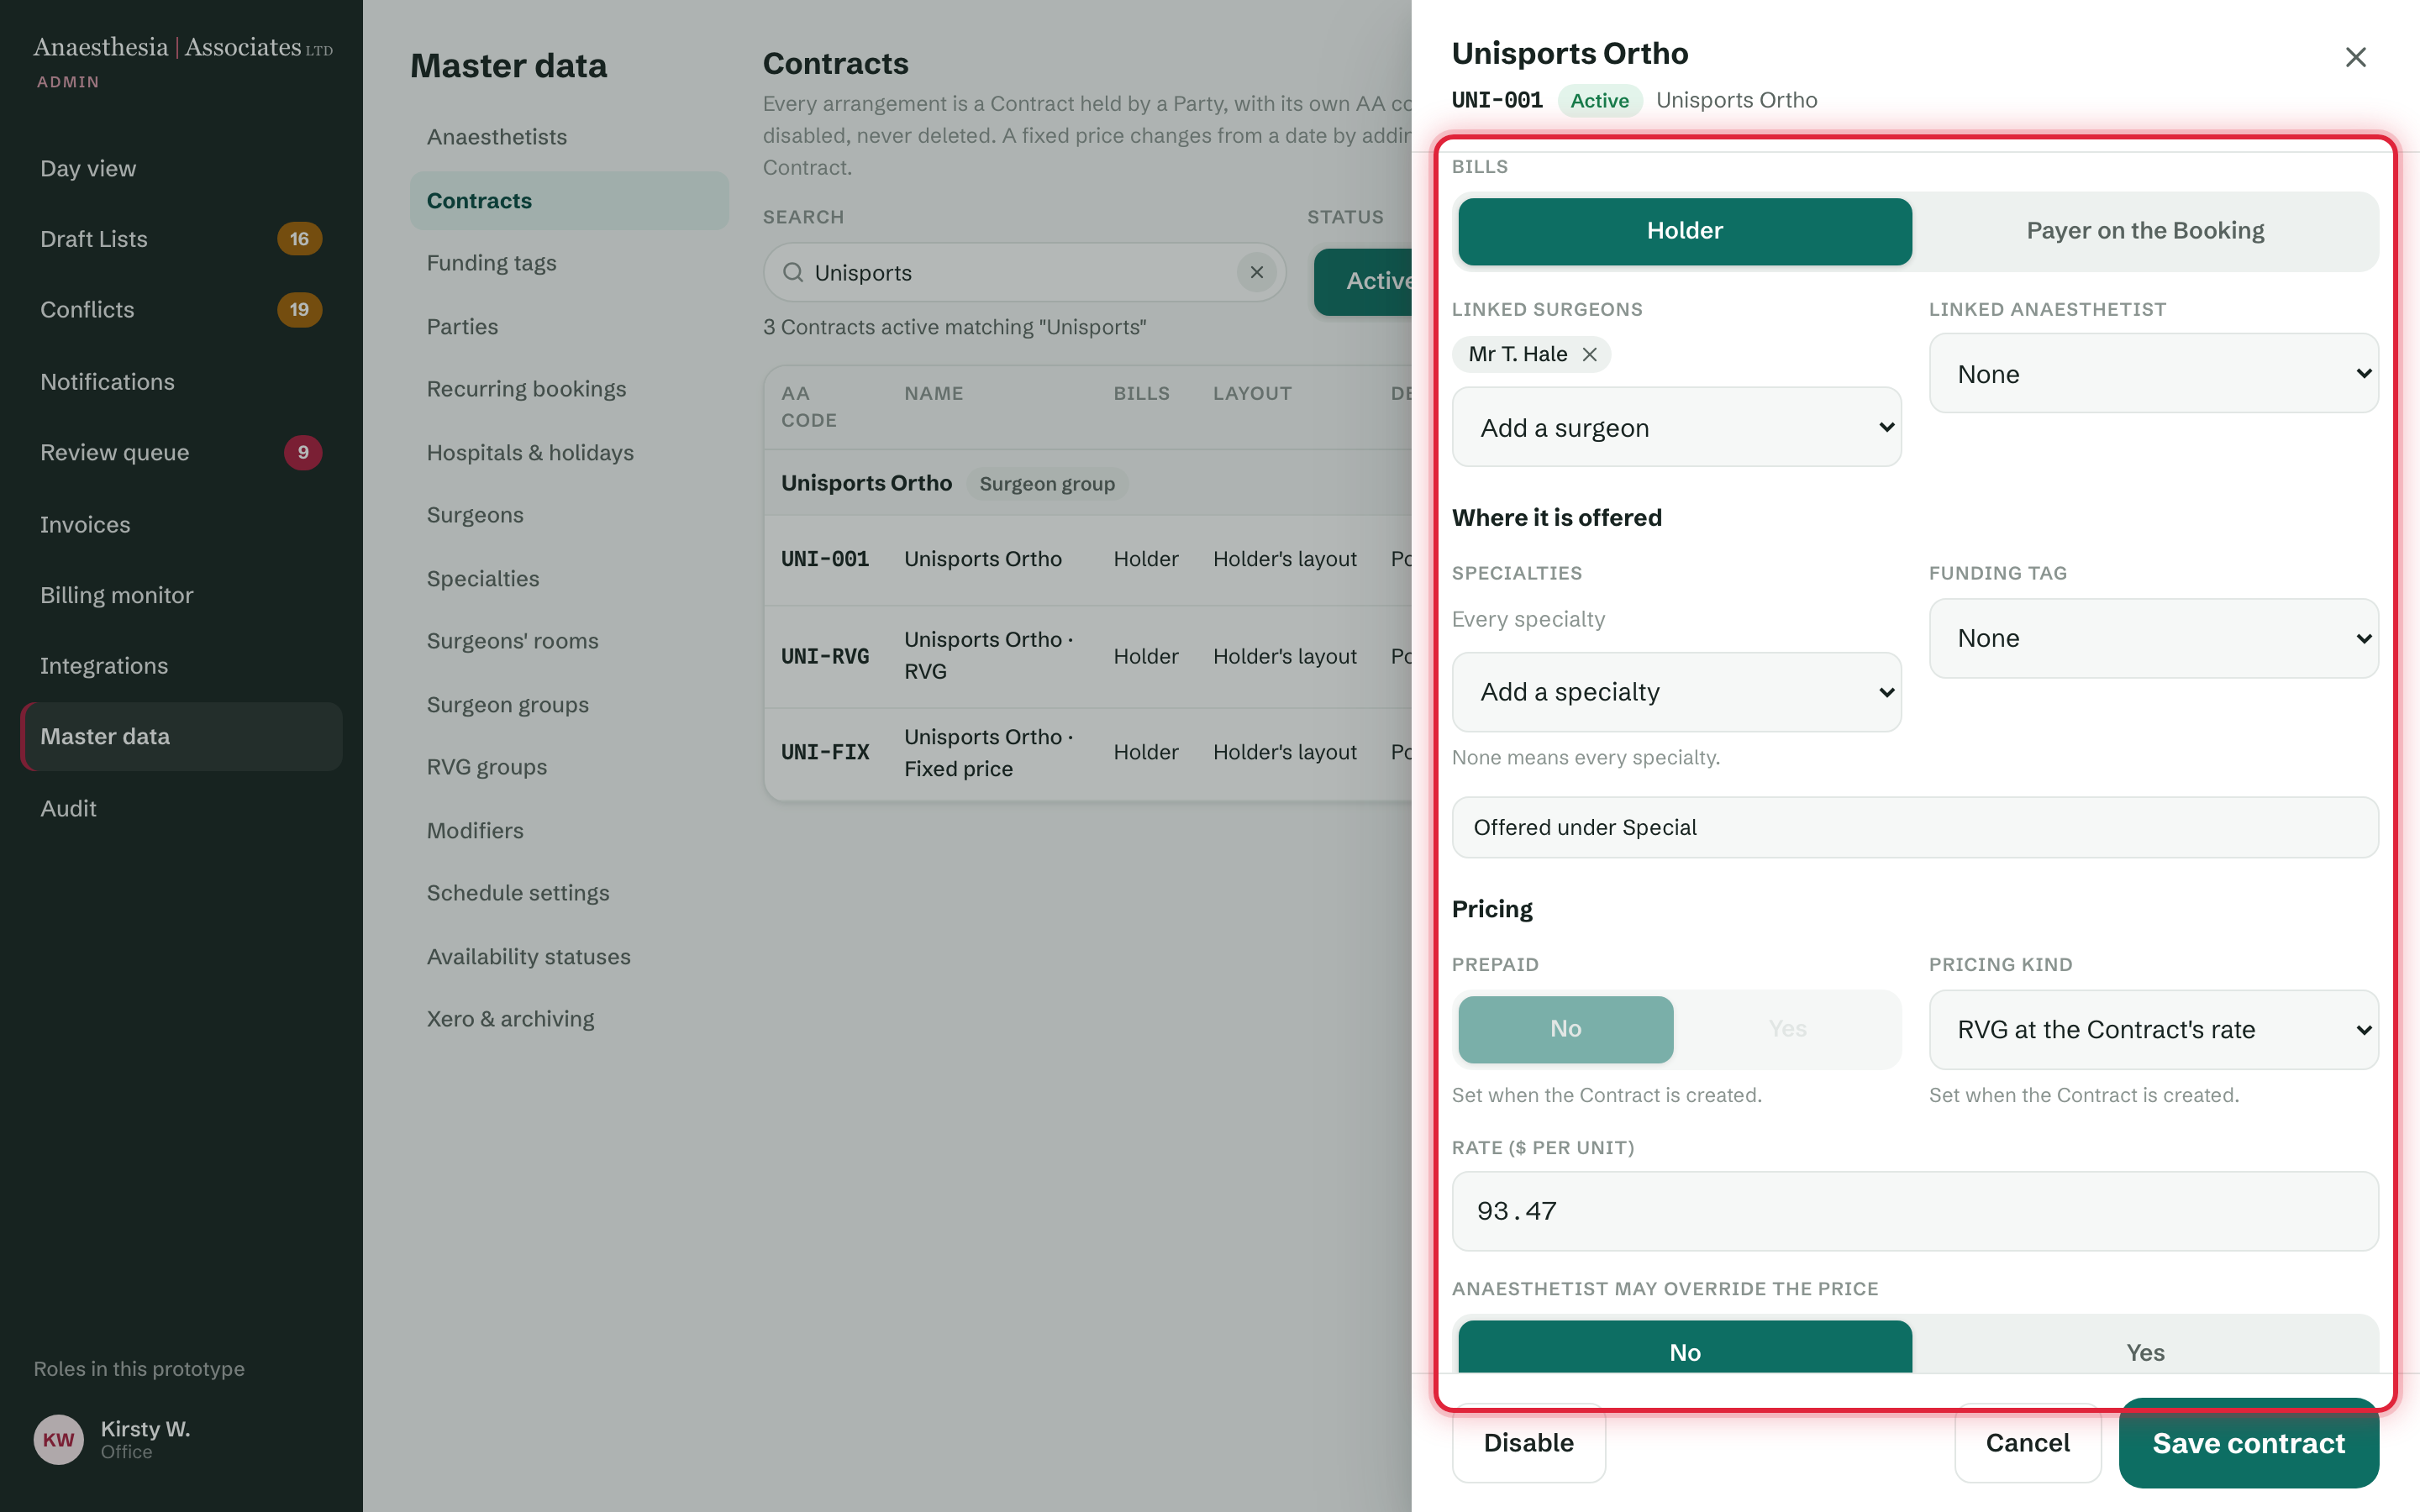 Anaesthesia | Associates LTD
ADMIN
Day view
Draft Lists 16
Conflicts 19
Notifications
Review queue 9
Invoices
Billing monitor
Integrations
Master data
Audit
Roles in this prototype
KW
Kirsty W.
Office
Master data
Anaesthetists
Contracts
Funding tags
Parties
Recurring bookings
Hospitals & holidays
Surgeons
Specialties
Surgeons' rooms
Surgeon groups
RVG groups
Modifiers
Schedule settings
Availability statuses
Xero & archiving
Contracts
Every arrangement is a Contract held by a Party, with its own AA co
disabled, never deleted. A fixed price changes from a date by addin
Contract.
SEARCH
STATUS
Unisports
Active
3 Contracts active matching "Unisports"
AA CODE NAME BILLS LAYOUT DE
Unisports Ortho Surgeon group
UNI-001 Unisports Ortho Holder Holder's layout Po
UNI-RVG Unisports Ortho · RVG Holder Holder's layout Po
UNI-FIX Unisports Ortho · Fixed price Holder Holder's layout Po
Unisports Ortho
UNI-001 Active Unisports Ortho
BILLS
Holder Payer on the Booking
LINKED SURGEONS
Mr T. Hale
Add a surgeon
LINKED ANAESTHETIST
None
Where it is offered
SPECIALTIES
Every specialty
Add a specialty
None means every specialty.
FUNDING TAG
None
Offered under Special
Pricing
PREPAID
No Yes
Set when the Contract is created.
PRICING KIND
RVG at the Contract's rate
Set when the Contract is created.
RATE ($ PER UNIT)
93.47
ANAESTHETIST MAY OVERRIDE THE PRICE
No Yes
Disable
Cancel
Save contract